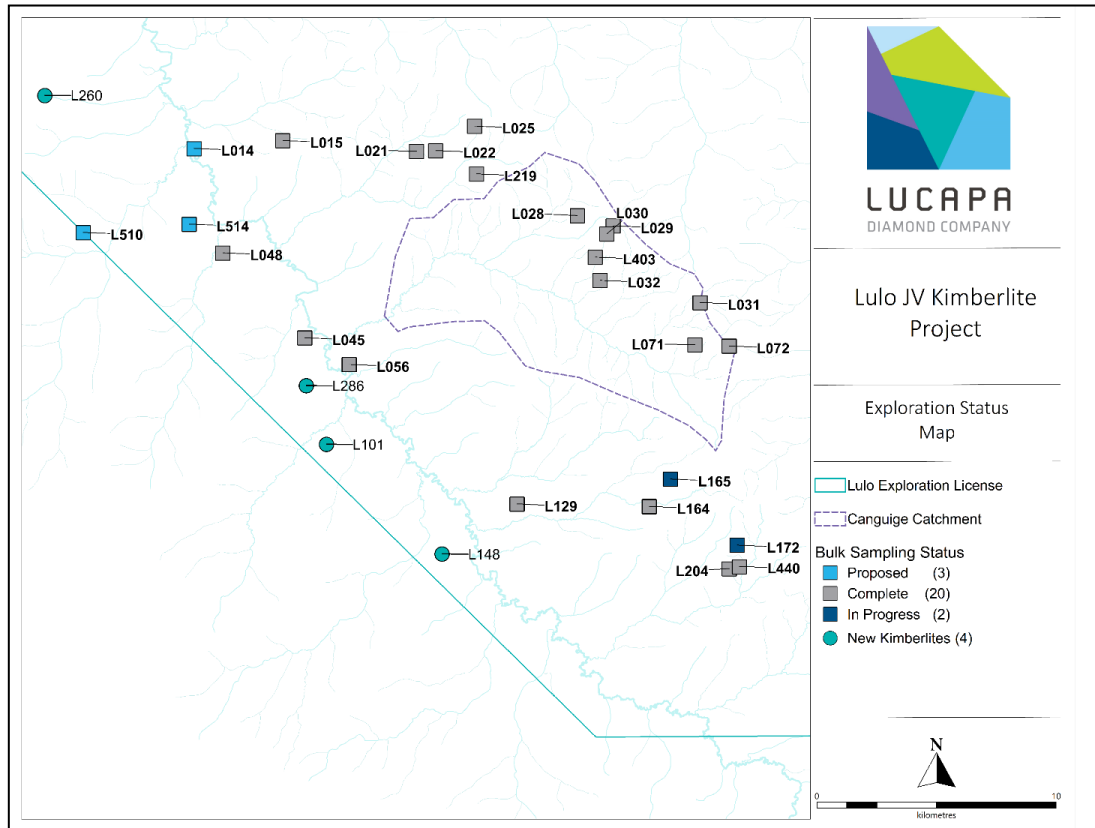 L260
L025
L015
L014
L021
L022
L219
L028
L030
L029
L514
L510
L048
L403
L032
L031
L045
L071
L072
L056
L286
L101
L165
L129
L164
L172
L148
L204
L440
LUCAPA
DIAMOND COMPANY
Lulo JV Kimberlite
Project
Exploration Status
Map
Lulo Exploration License
Canguige Catchment
Bulk Sampling Status
Proposed (3)
Complete (20)
In Progress (2)
New Kimberlites (4)
N
0 10
kilometres